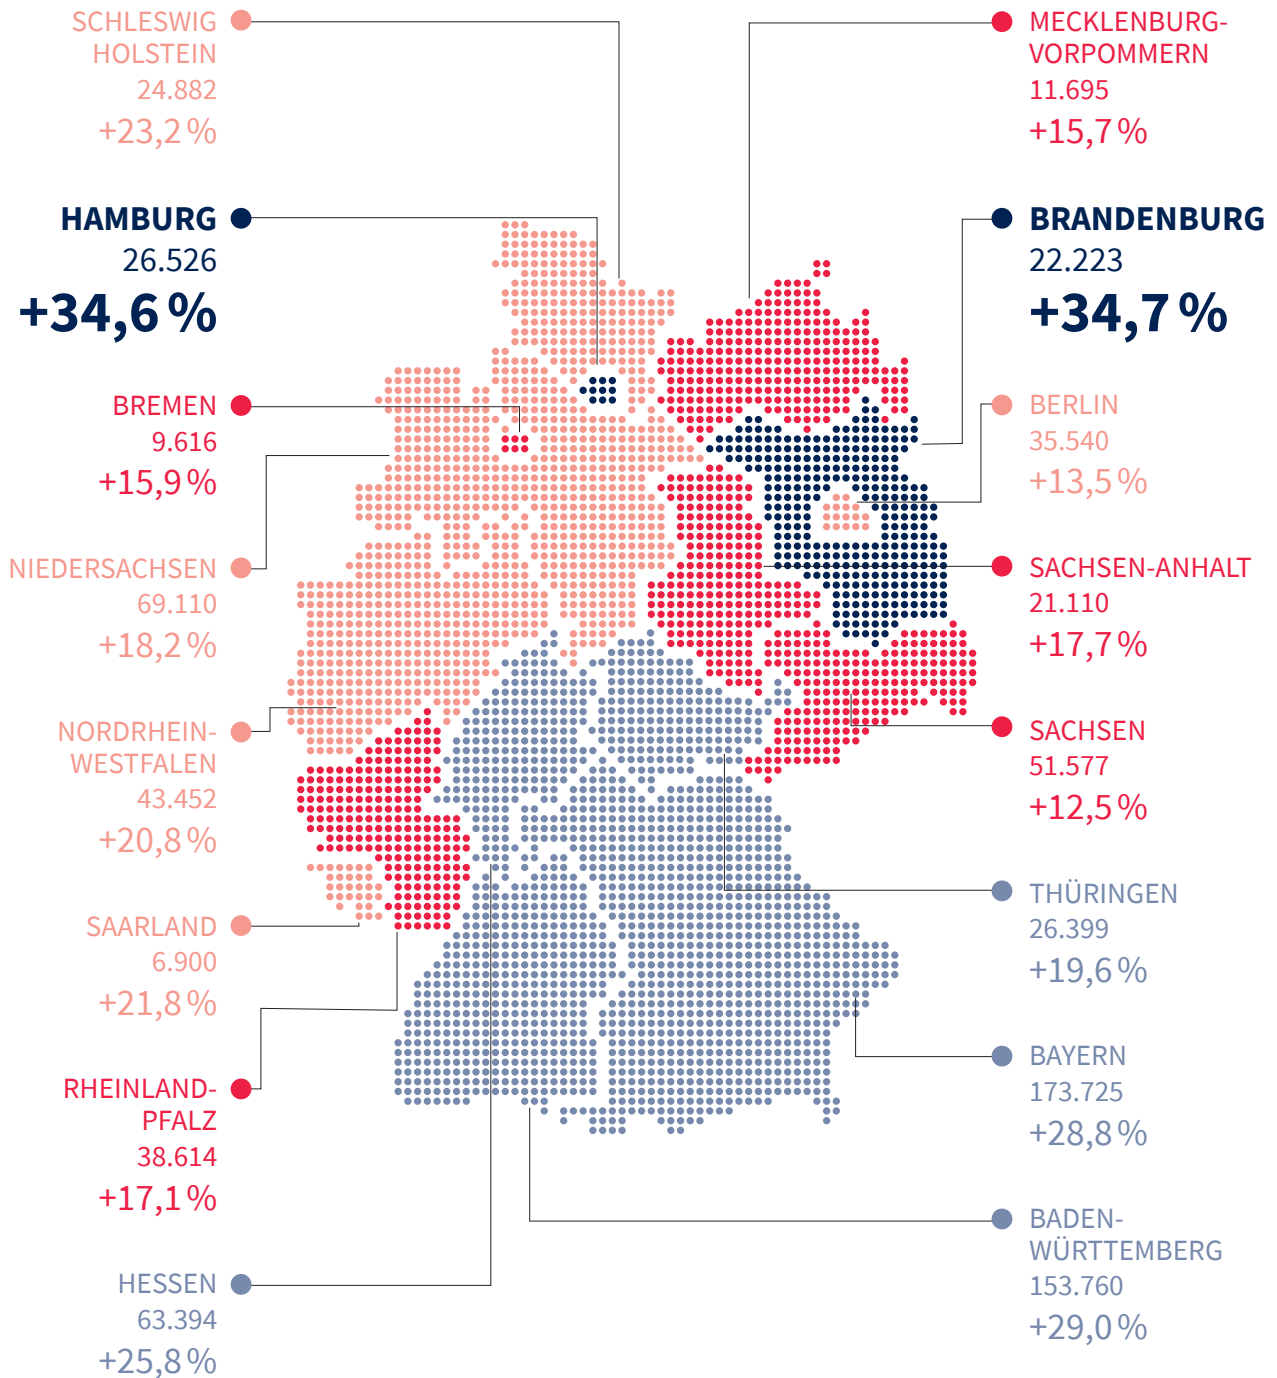 SCHLESWIG
HOLSTEIN
24.882
+23,2 %
HAMBURG
26.526
+34,6 %
BREMEN
9.616
+15,9 %
NIEDERSACHSEN
69.110
+18,2 %
NORDRHEIN-
WESTFALEN
43.452
+20,8 %
SAARLAND
6.900
+21,8 %
RHEINLAND-
PFALZ
38.614
+17,1 %
HESSEN
63.394
+25,8 %
MECKLENBURG-
VORPOMMERN
11.695
+15,7 %
BRANDENBURG
22.223
+34,7 %
BERLIN
35.540
+13,5 %
SACHSEN-ANHALT
21.110
+17,7 %
SACHSEN
51.577
+12,5 %
THÜRINGEN
26.399
+19,6 %
BAYERN
173.725
+28,8 %
BADEN-
WÜRTTEMBERG
153.760
+29,0 %